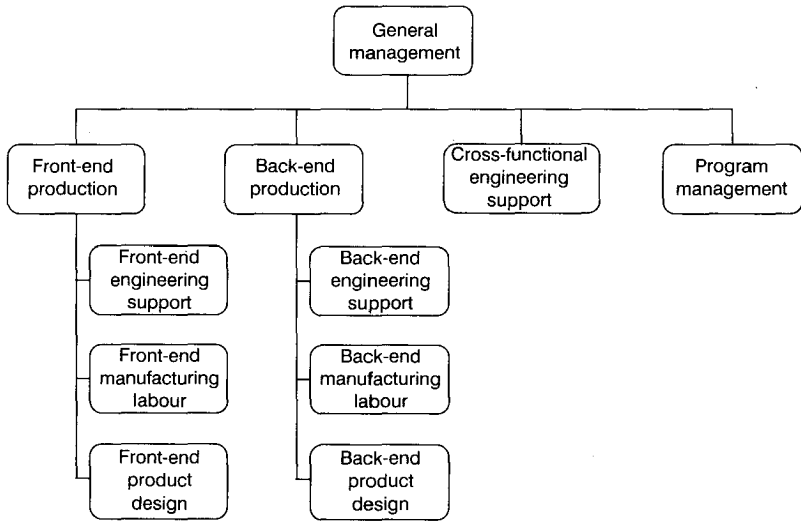 General
management
Front-end
production
Back-end
production
Cross-functional
engineering
support
Program
management
Front-end
engineering
support
Back-end
engineering
support
Front-end
manufacturing
labour
Back-end
manufacturing
labour
Front-end
product
design
Back-end
product
design